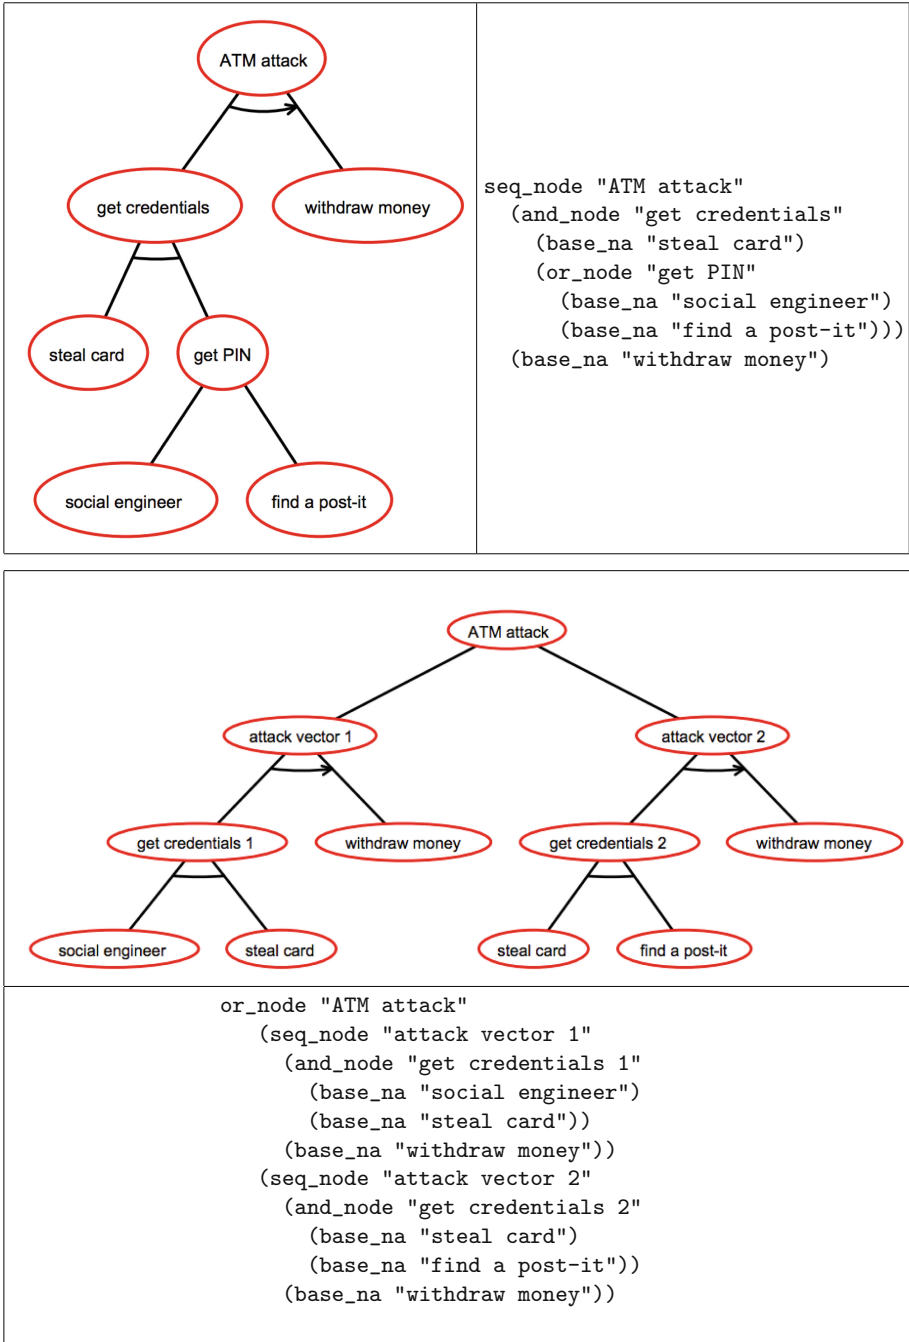 ATM attack
get credentials
withdraw money
steal card
get PIN
social engineer
find a post-it
seq_node "ATM attack"
(and_node "get credentials"
(base_na "steal card")
(or_node "get PIN"
(base_na "social engineer")
(base_na "find a post-it")))
(base_na "withdraw money")
ATM attack
attack vector 1
attack vector 2
get credentials 1
withdraw money
get credentials 2
withdraw money
social engineer
steal card
steal card
find a post-it
or_node "ATM attack"
(seq_node "attack vector 1"
(and_node "get credentials 1"
(base_na "social engineer")
(base_na "steal card"))
(base_na "withdraw money"))
(seq_node "attack vector 2"
(and_node "get credentials 2"
(base_na "steal card")
(base_na "find a post-it"))
(base_na "withdraw money"))